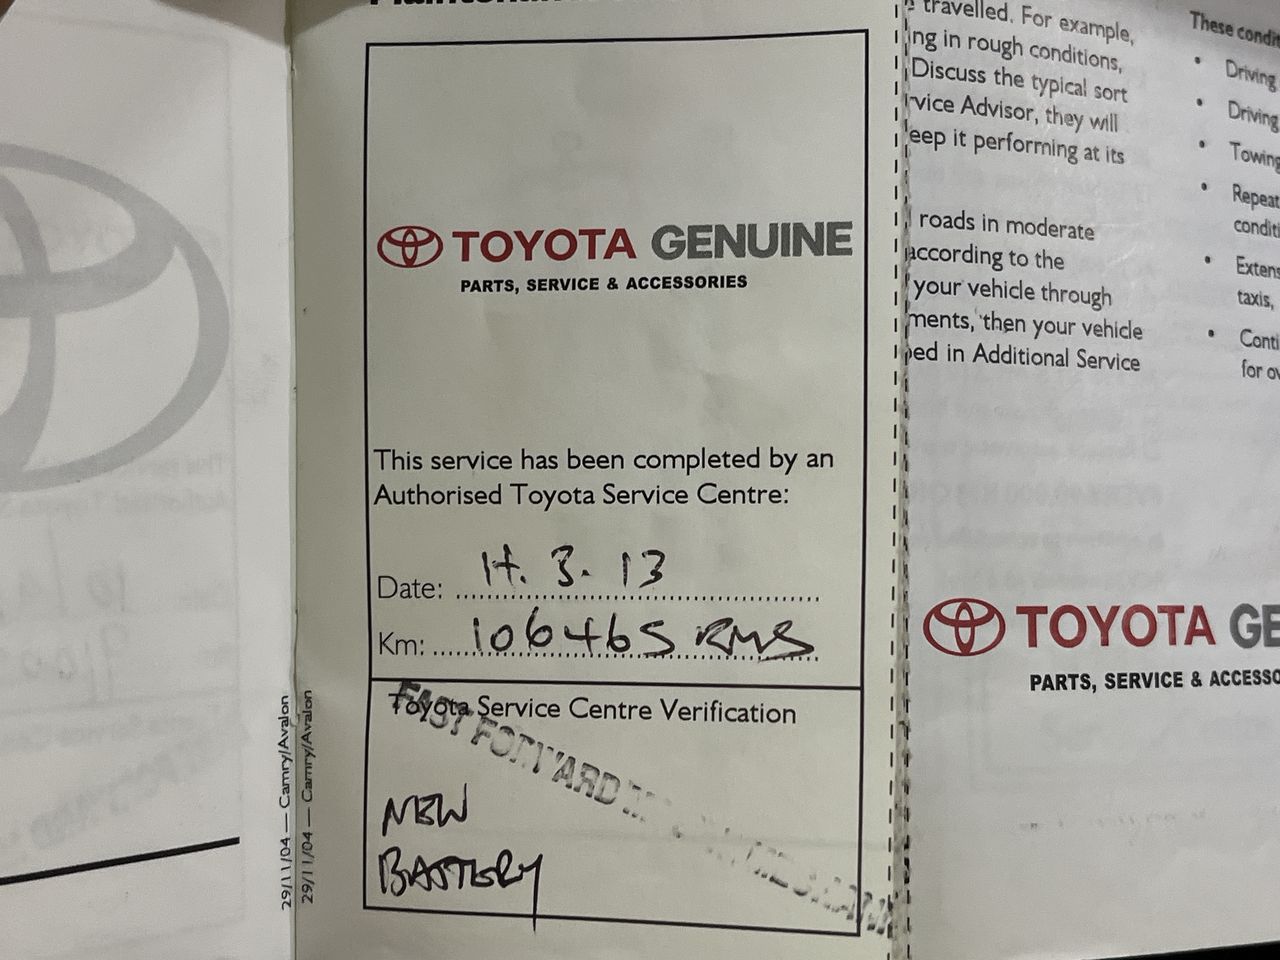 TOYOTA GENUINE
PARTS, SERVICE & ACCESSORIES
This service has been completed by an
Authorised Toyota Service Centre:
Date: 14. 3. 13
Km: 106465 KMS
Toyota Service Centre Verification
FAST FORWARD
NEW
BATTERY
29/11/04 — Camry/Avalon
29/11/04 — Camry/Avalon
travelled. For example,
ing in rough conditions,
Discuss the typical sort
rvice Advisor, they will
eep it performing at its
roads in moderate
according to the
your vehicle through
ments, then your vehicle
ped in Additional Service
These condit
• Driving
• Driving
• Towing
• Repeat
conditi
• Extens
taxis,
• Conti
for ov
TOYOTA GE
PARTS, SERVICE & ACCESSO